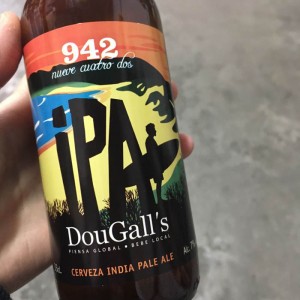 942
nueve cuatro dos
IPA
DouGall's
PIENSA GLOBAL • BEBE LOCAL
CERVEZA INDIA PALE ALE